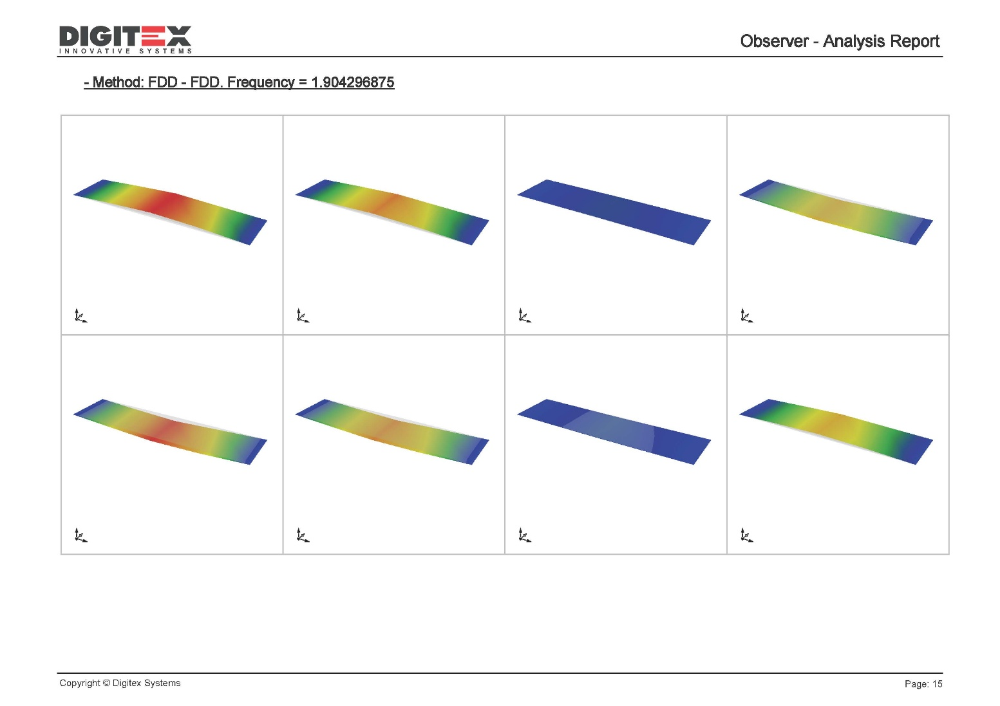 DIGITEX
INNOVATIVE SYSTEMS
Observer - Analysis Report
- Method: FDD - FDD. Frequency = 1.904296875
Copyright © Digitex Systems
Page: 15